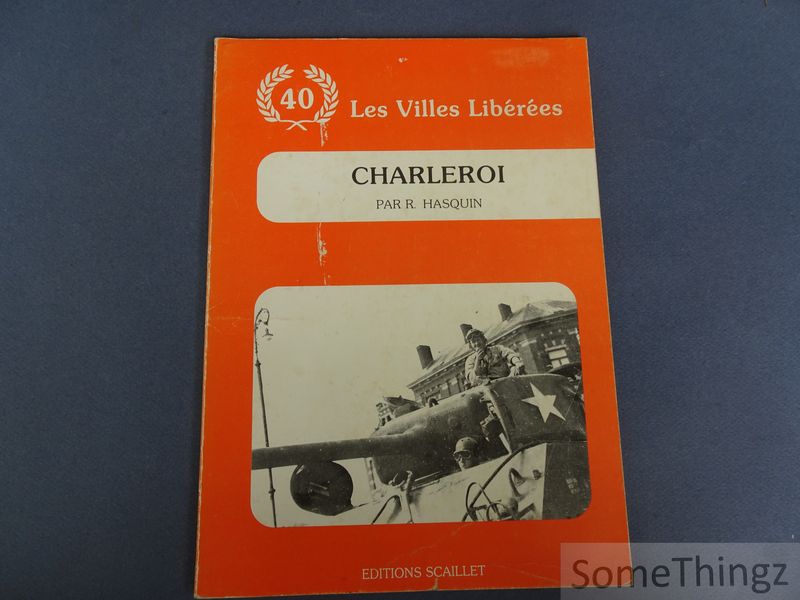 40
Les Villes Libérées
CHARLEROI
PAR R. HASQUIN
EDITIONS SCAILLET
SomeThingz